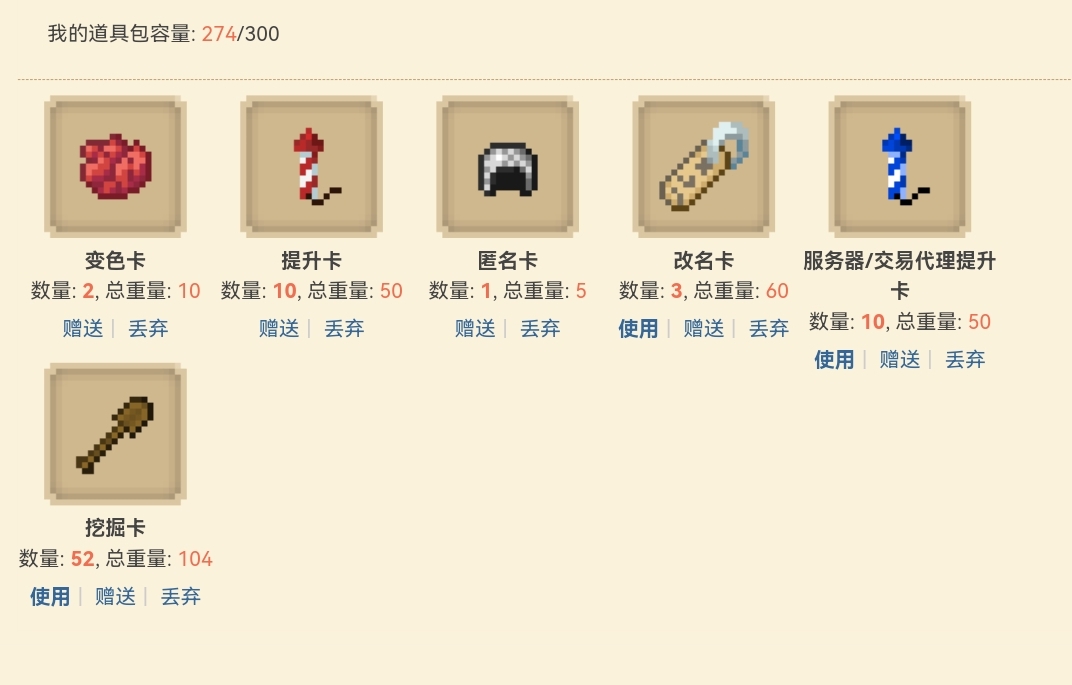 我的道具包容量: 274/300
变色卡
数量: 2, 总重量: 10
赠送 | 丢弃
提升卡
数量: 10, 总重量: 50
赠送 | 丢弃
匿名卡
数量: 1, 总重量: 5
赠送 | 丢弃
改名卡
数量: 3, 总重量: 60
使用 | 赠送 | 丢弃
服务器/交易代理提升
卡
数量: 10, 总重量: 50
使用 | 赠送 | 丢弃
挖掘卡
数量: 52, 总重量: 104
使用 | 赠送 | 丢弃